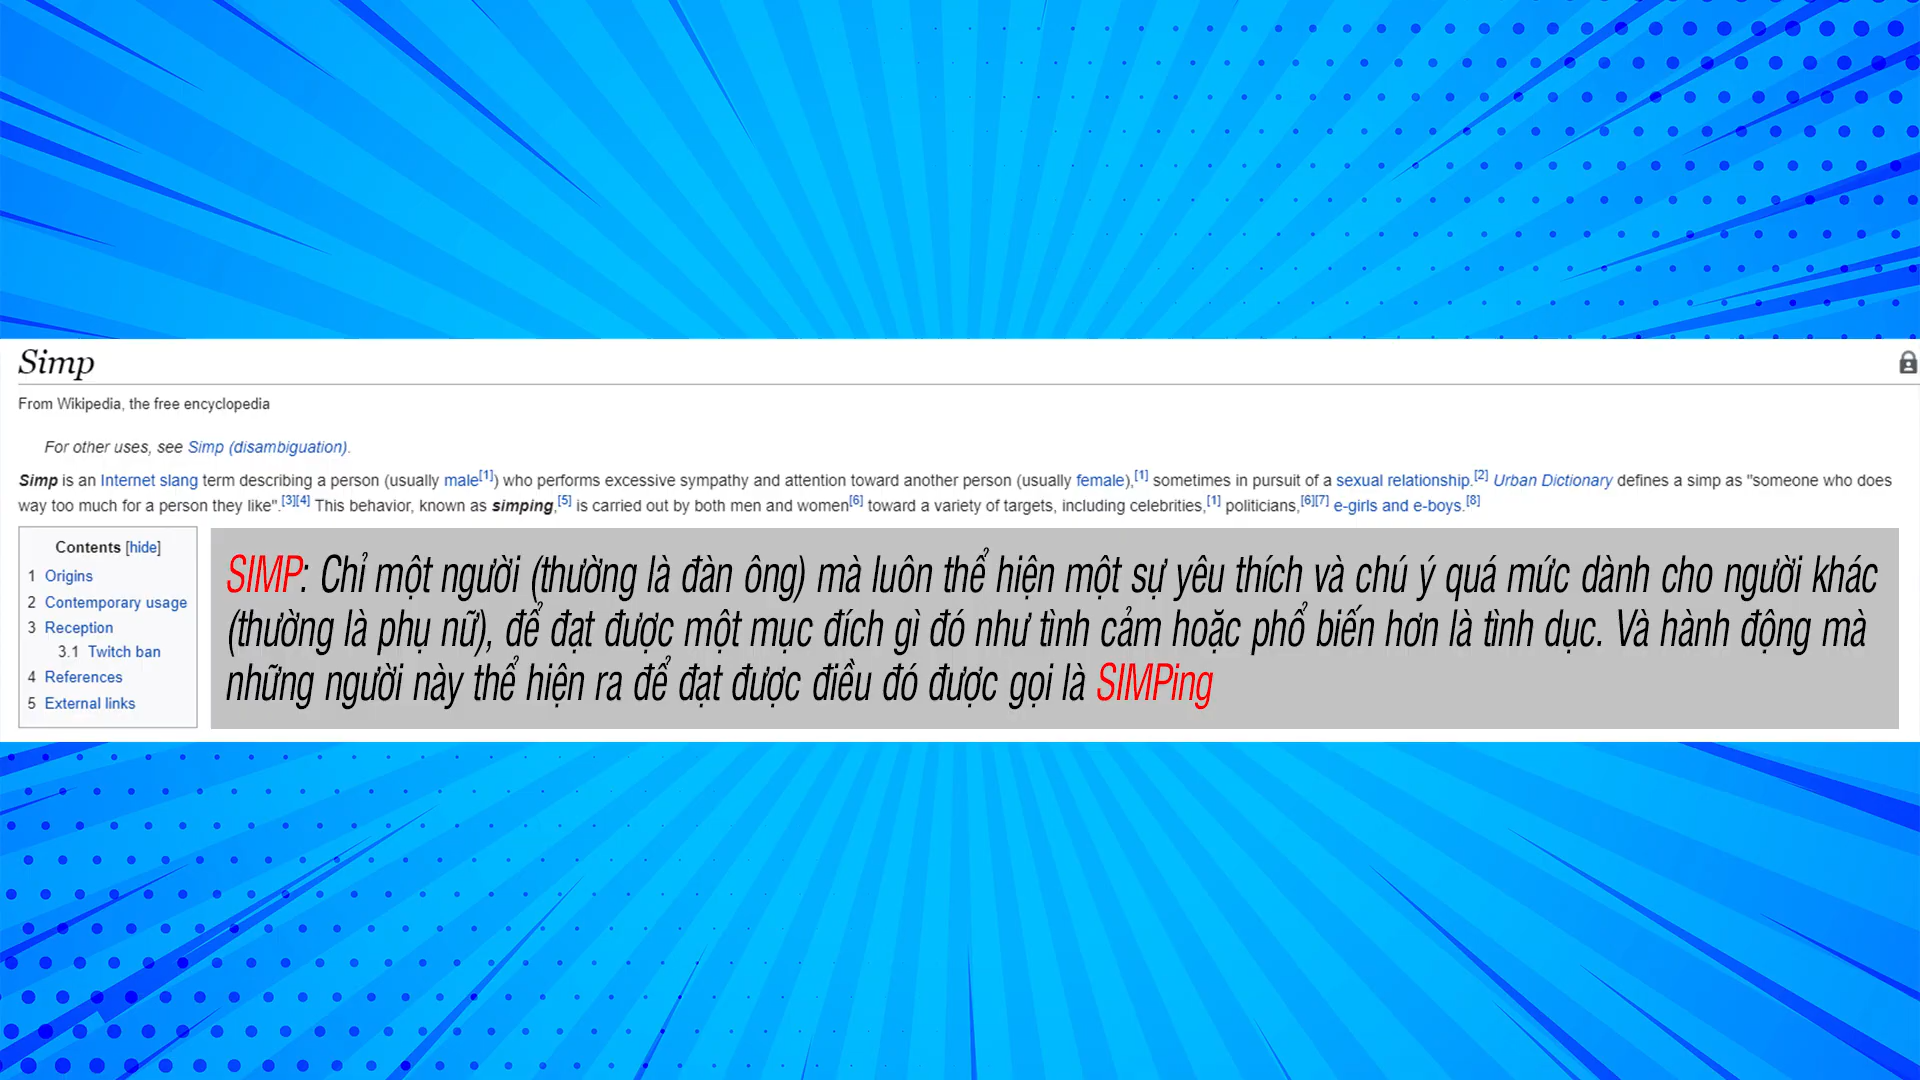 Simp
From Wikipedia, the free encyclopedia
For other uses, see Simp (disambiguation).
Simp is an Internet slang term describing a person (usually male[1]) who performs excessive sympathy and attention toward another person (usually female),[1] sometimes in pursuit of a sexual relationship.[2] Urban Dictionary defines a simp as "someone who does
way too much for a person they like".[3][4] This behavior, known as simping,[5] is carried out by both men and women[6] toward a variety of targets, including celebrities,[1] politicians,[6][7] e-girls and e-boys.[8]
Contents [hide]
1 Origins
2 Contemporary usage
3 Reception
3.1 Twitch ban
4 References
5 External links
SIMP: Chỉ một người (thường là đàn ông) mà luôn thể hiện một sự yêu thích và chú ý quá mức dành cho người khác
(thường là phụ nữ), để đạt được một mục đích gì đó như tình cảm hoặc phổ biến hơn là tình dục. Và hành động mà
những người này thể hiện ra để đạt được điều đó được gọi là SIMPing